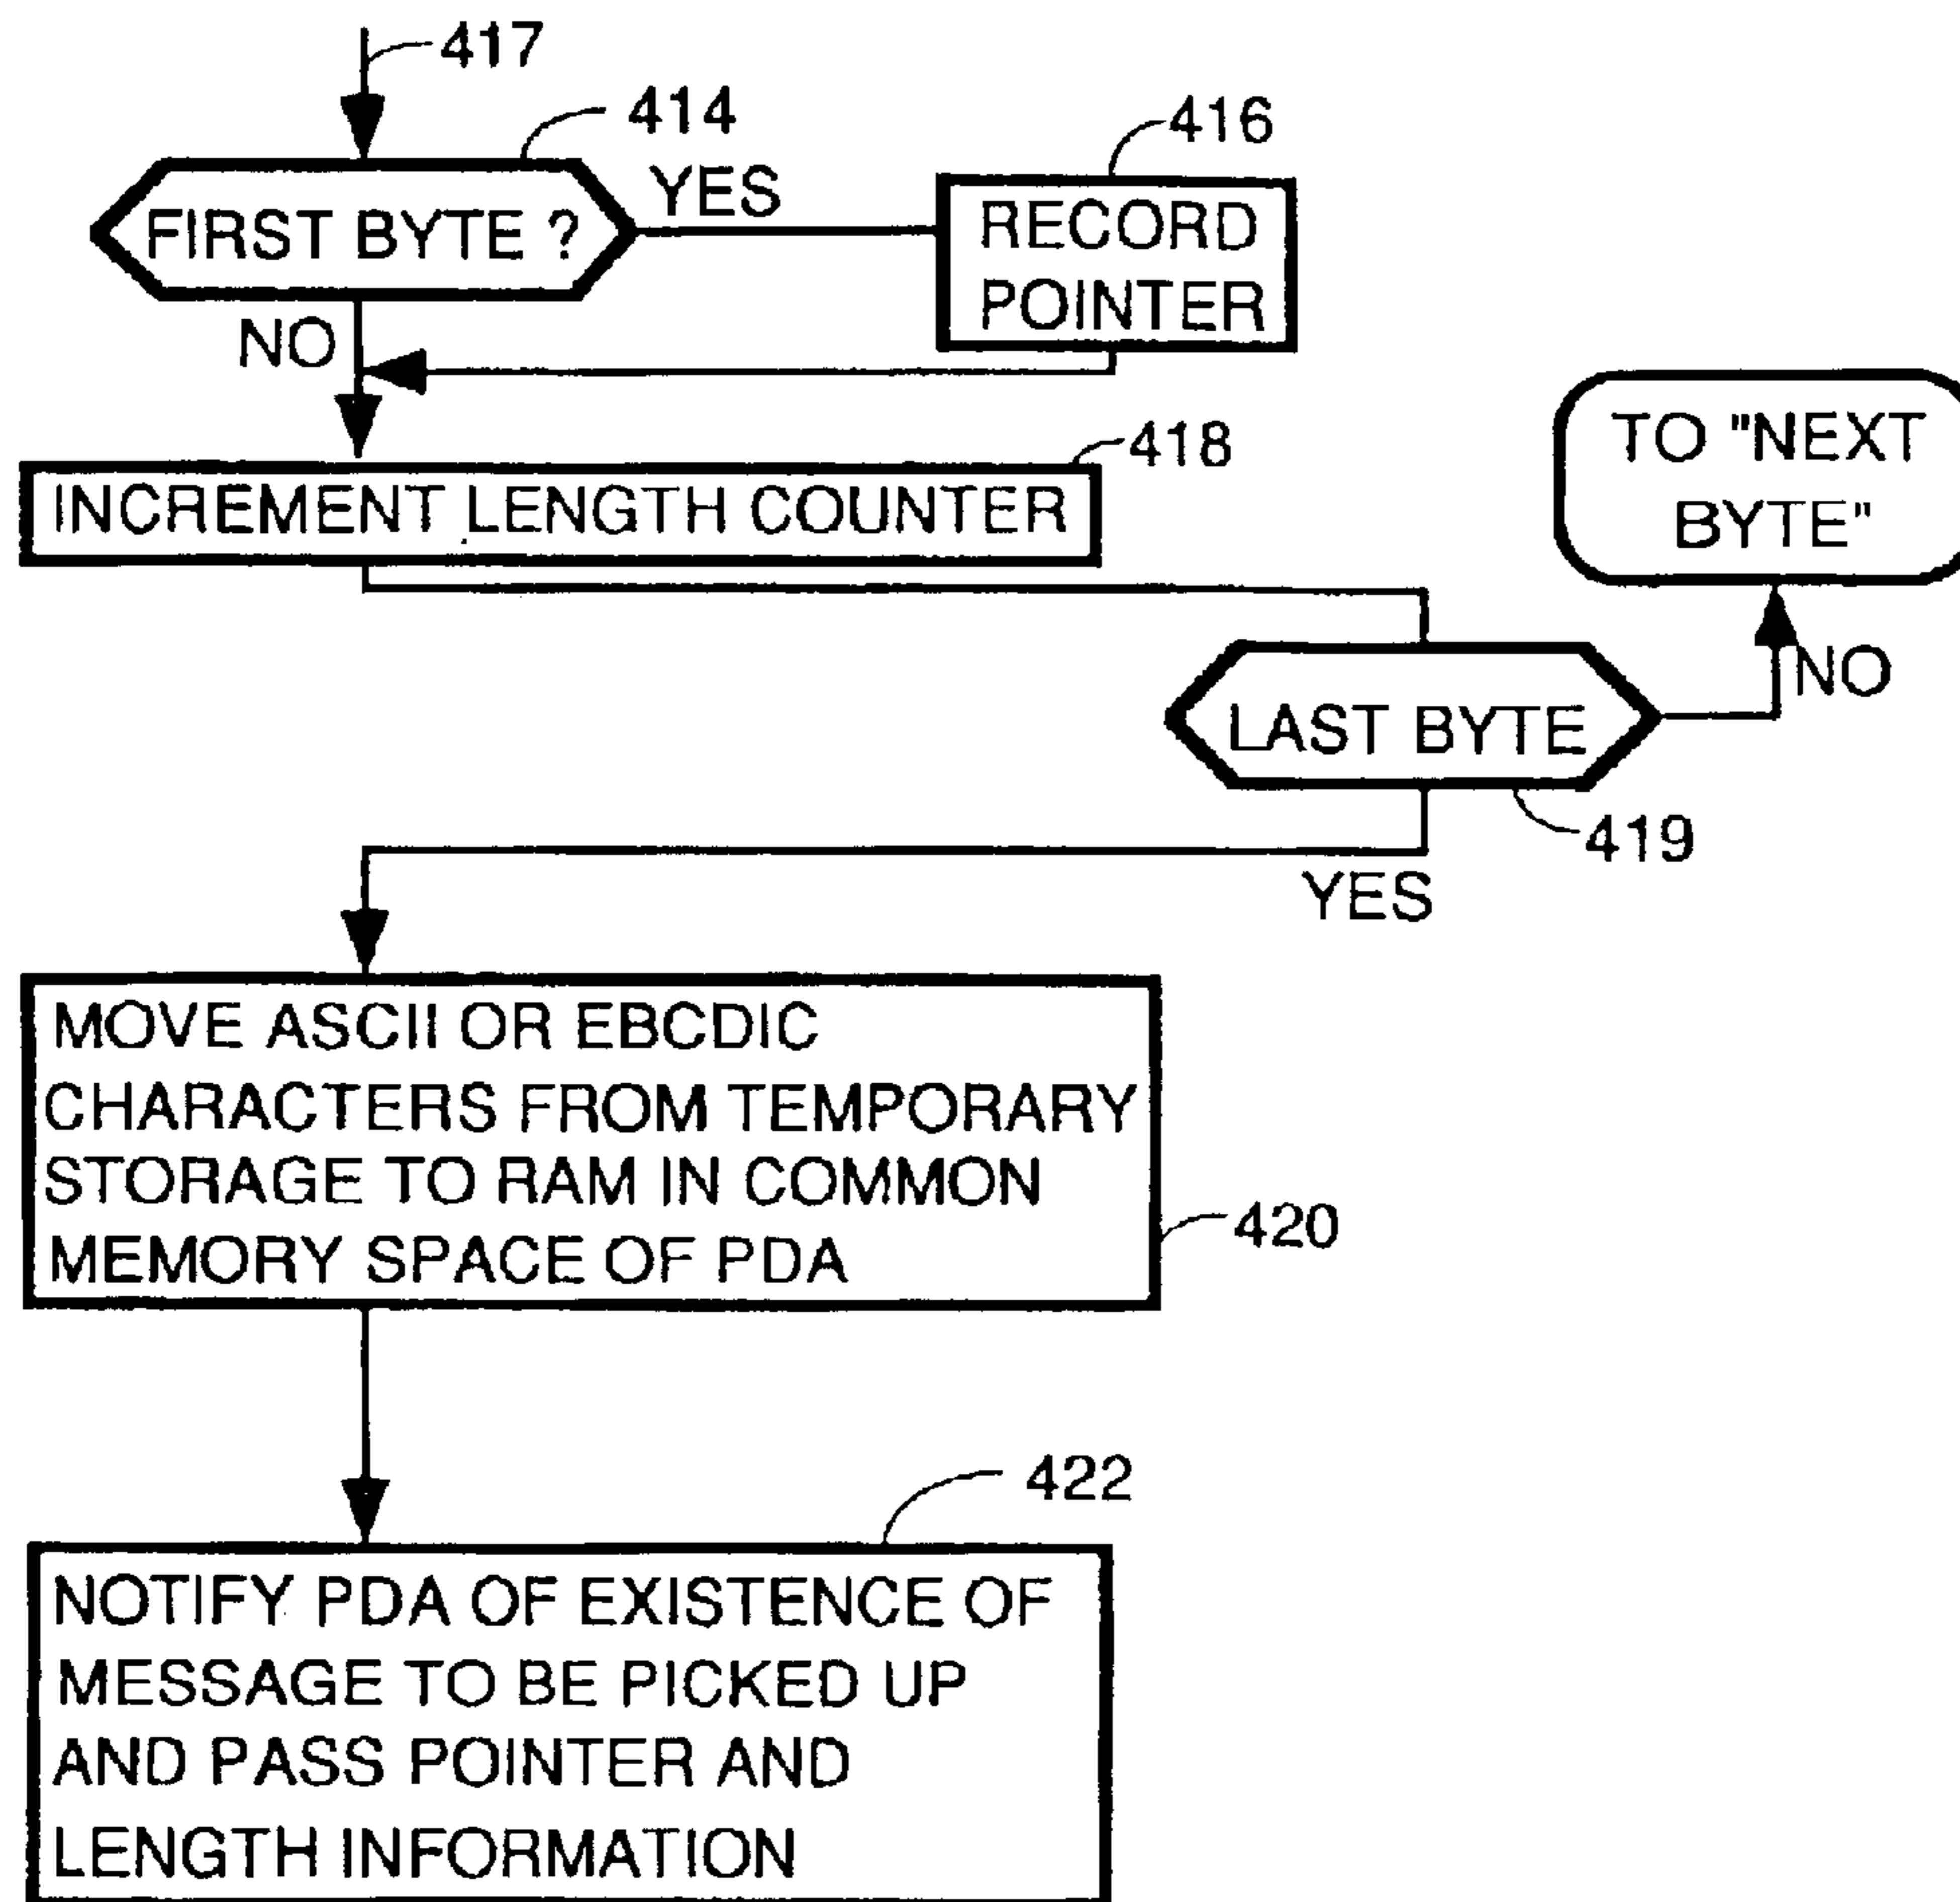 417
414
FIRST BYTE ?
YES
416
RECORD
POINTER
NO
418
INCREMENT LENGTH COUNTER
TO "NEXT
BYTE"
LAST BYTE
NO
419
YES
MOVE ASCII OR EBCDIC
CHARACTERS FROM TEMPORARY
STORAGE TO RAM IN COMMON
MEMORY SPACE OF PDA
420
422
NOTIFY PDA OF EXISTENCE OF
MESSAGE TO BE PICKED UP
AND PASS POINTER AND
LENGTH INFORMATION